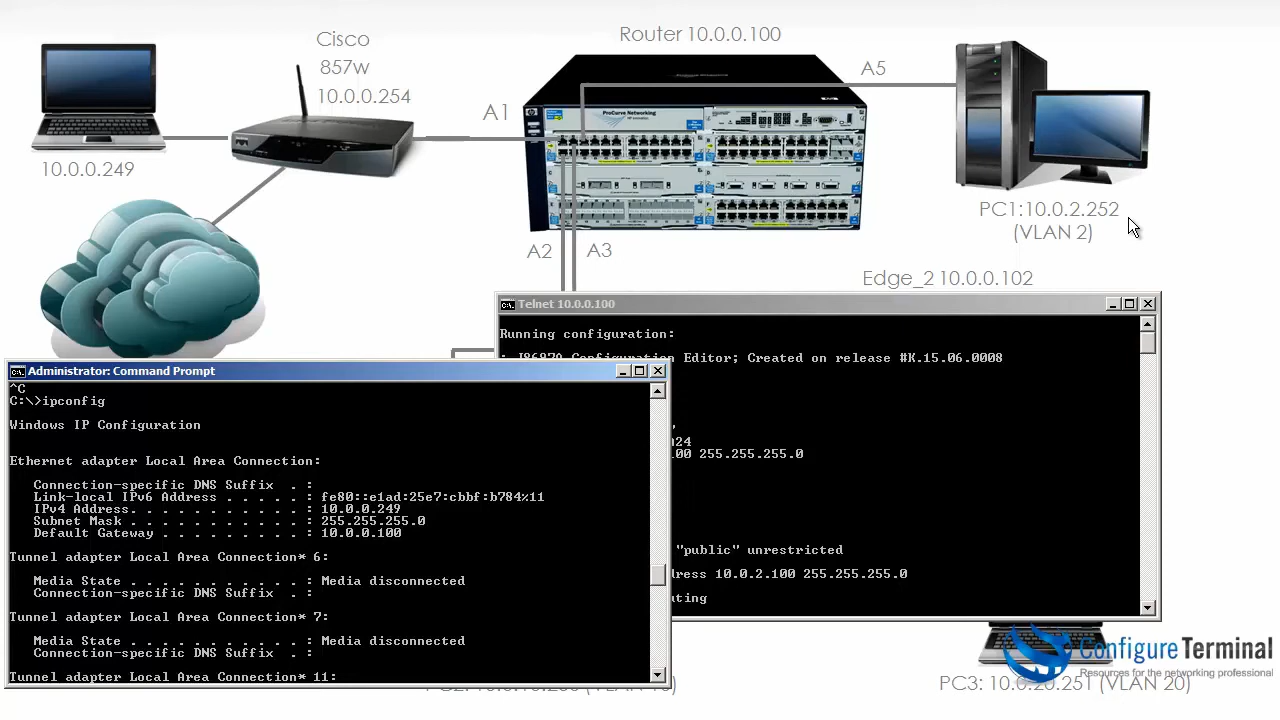 Cisco
857w
10.0.0.254
Router 10.0.0.100
A5
A1
10.0.0.249
ProCurve Networking
PC1:10.0.2.252
(VLAN 2)
A2
A3
Edge_2 10.0.0.102
Telnet 10.0.0.100
Running configuration:
Editor; Created on release #K.15.06.0008
255.255.255.0
"public" unrestricted
10.0.2.100 255.255.255.0
Administrator: Command Prompt
^C
C:\>ipconfig
Windows IP Configuration
Ethernet adapter Local Area Connection:
Connection-specific DNS Suffix . :
Link-local IPv6 Address . . . . . : fe80::e1ad:25e7:cbbf:b784%11
IPv4 Address. . . . . . . . . . . : 10.0.0.249
Subnet Mask . . . . . . . . . . . : 255.255.255.0
Default Gateway . . . . . . . . . : 10.0.0.100
Tunnel adapter Local Area Connection* 6:
Media State . . . . . . . . . . . : Media disconnected
Connection-specific DNS Suffix . :
Tunnel adapter Local Area Connection* 7:
Media State . . . . . . . . . . . : Media disconnected
Connection-specific DNS Suffix . :
Tunnel adapter Local Area Connection* 11:
ConfigureTerminal
Resources for the networking professional
PC3: 10.0.20.251 (VLAN 20)